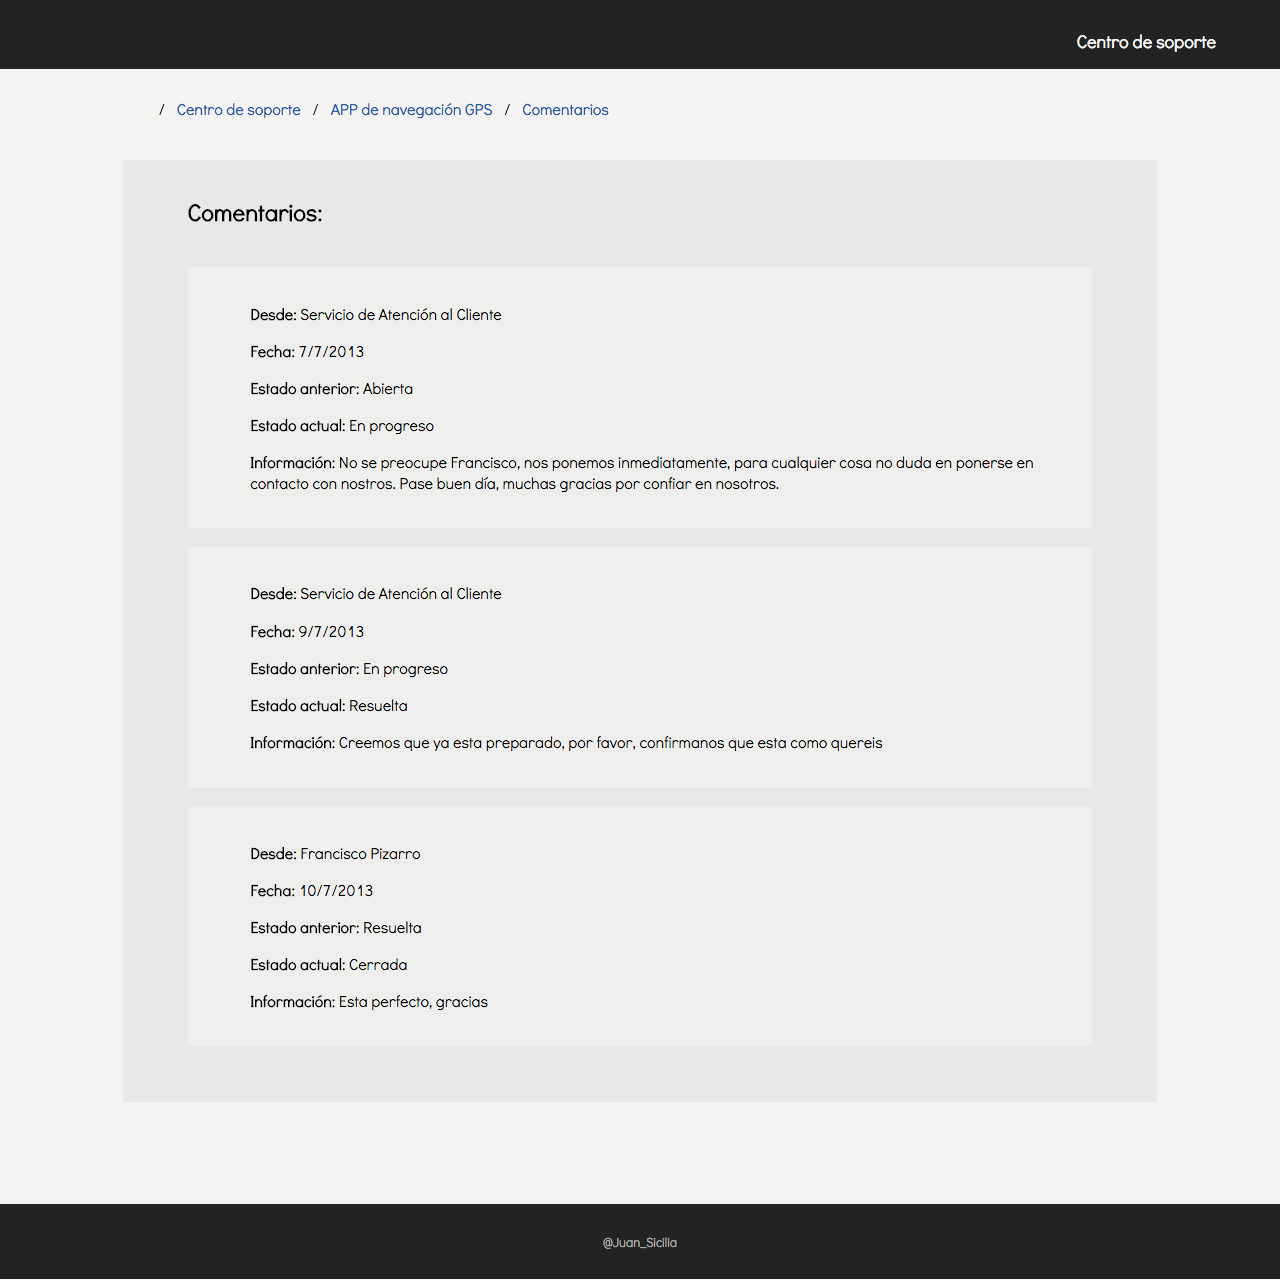 Centro de soporte
/ Centro de soporte / APP de navegación GPS / Comentarios
Comentarios:
Desde: Servicio de Atención al Cliente
Fecha: 7/7/2013
Estado anterior: Abierta
Estado actual: En progreso
Información: No se preocupe Francisco, nos ponemos inmediatamente, para cualquier cosa no duda en ponerse en
contacto con nostros. Pase buen día, muchas gracias por confiar en nosotros.
Desde: Servicio de Atención al Cliente
Fecha: 9/7/2013
Estado anterior: En progreso
Estado actual: Resuelta
Información: Creemos que ya esta preparado, por favor, confirmanos que esta como quereis
Desde: Francisco Pizarro
Fecha: 10/7/2013
Estado anterior: Resuelta
Estado actual: Cerrada
Información: Esta perfecto, gracias
@Juan_Sicilia